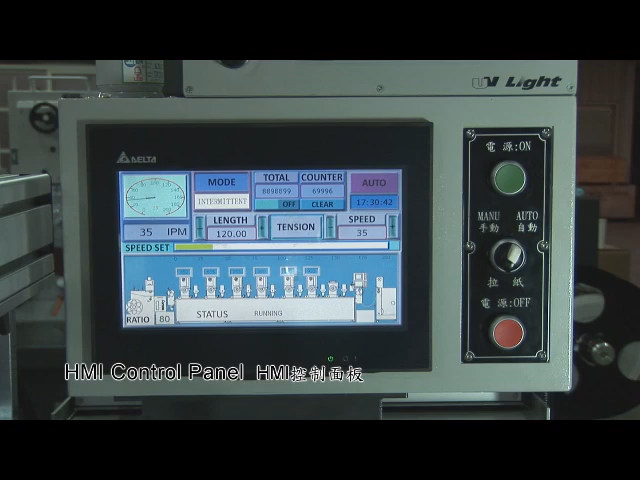 UV Light
DELTA
MODE
INTERMITTENT
TOTAL
8898899
COUNTER
69996
OFF
CLEAR
AUTO
17:30:42
35 IPM
LENGTH
120.00
TENSION
SPEED
35
SPEED SET
RATIO 80
STATUS RUNNING
電源:ON
MANU AUTO
手動 自動
拉紙
電源:OFF
HMI Control Panel HMI控制面板